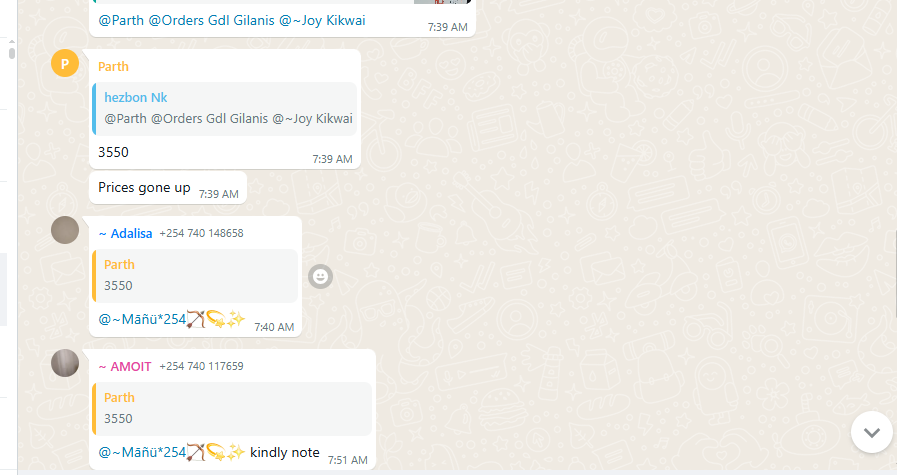 @Parth @Orders Gdl Gilanis @~Joy Kikwai
7:39 AM
P
Parth
hezbon Nk
@Parth @Orders Gdl Gilanis @~Joy Kikwai
3550
7:39 AM
Prices gone up 7:39 AM
~ Adalisa +254 740 148658
Parth
3550
@~Māñü*254🏹💫✨ 7:40 AM
~ AMOIT +254 740 117659
Parth
3550
@~Māñü*254🏹💫✨ kindly note 7:51 AM